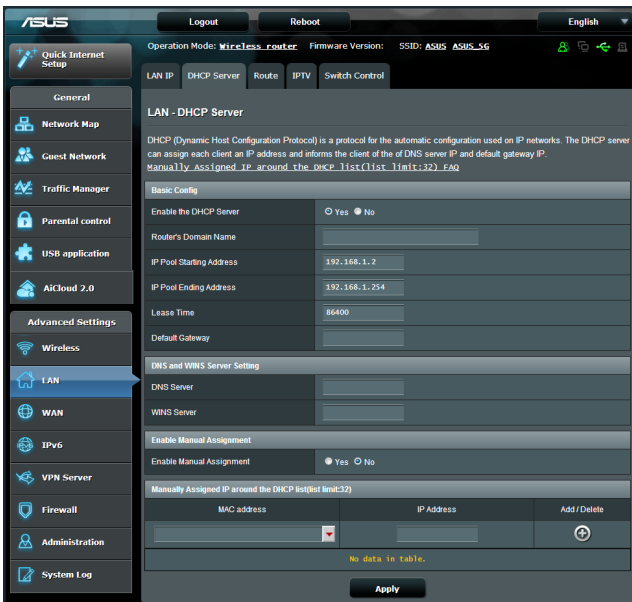 ASUS
Logout Reboot English
Quick Internet Setup
Operation Mode: Wireless router Firmware Version: SSID: ASUS ASUS_5G
LAN IP DHCP Server Route IPTV Switch Control
General
Network Map
Guest Network
Traffic Manager
Parental control
USB application
AiCloud 2.0
Advanced Settings
Wireless
LAN
WAN
IPv6
VPN Server
Firewall
Administration
System Log
LAN - DHCP Server
DHCP (Dynamic Host Configuration Protocol) is a protocol for the automatic configuration used on IP networks. The DHCP server
can assign each client an IP address and informs the client of the of DNS server IP and default gateway IP.
Manually Assigned IP around the DHCP list(list limit:32) FAQ
Basic Config
Enable the DHCP Server Yes No
Router's Domain Name
IP Pool Starting Address 192.168.1.2
IP Pool Ending Address 192.168.1.254
Lease Time 86400
Default Gateway
DNS and WINS Server Setting
DNS Server
WINS Server
Enable Manual Assignment
Enable Manual Assignment Yes No
Manually Assigned IP around the DHCP list(list limit:32)
MAC address IP Address Add / Delete
No data in table.
Apply